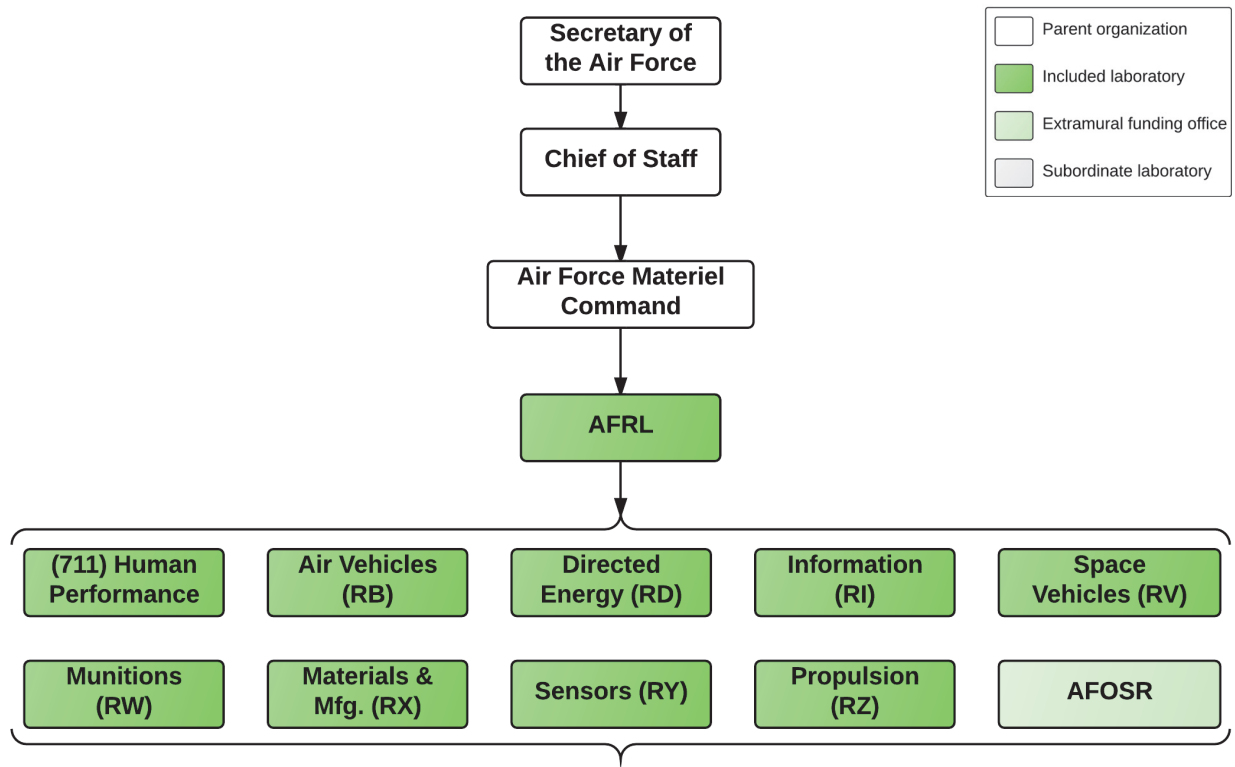 Secretary of
the Air Force
Parent organization
Included laboratory
Extramural funding office
Subordinate laboratory
Chief of Staff
Air Force Materiel
Command
AFRL
(711) Human
Performance
Air Vehicles
(RB)
Directed
Energy (RD)
Information
(RI)
Space
Vehicles (RV)
Munitions
(RW)
Materials &
Mfg. (RX)
Sensors (RY)
Propulsion
(RZ)
AFOSR